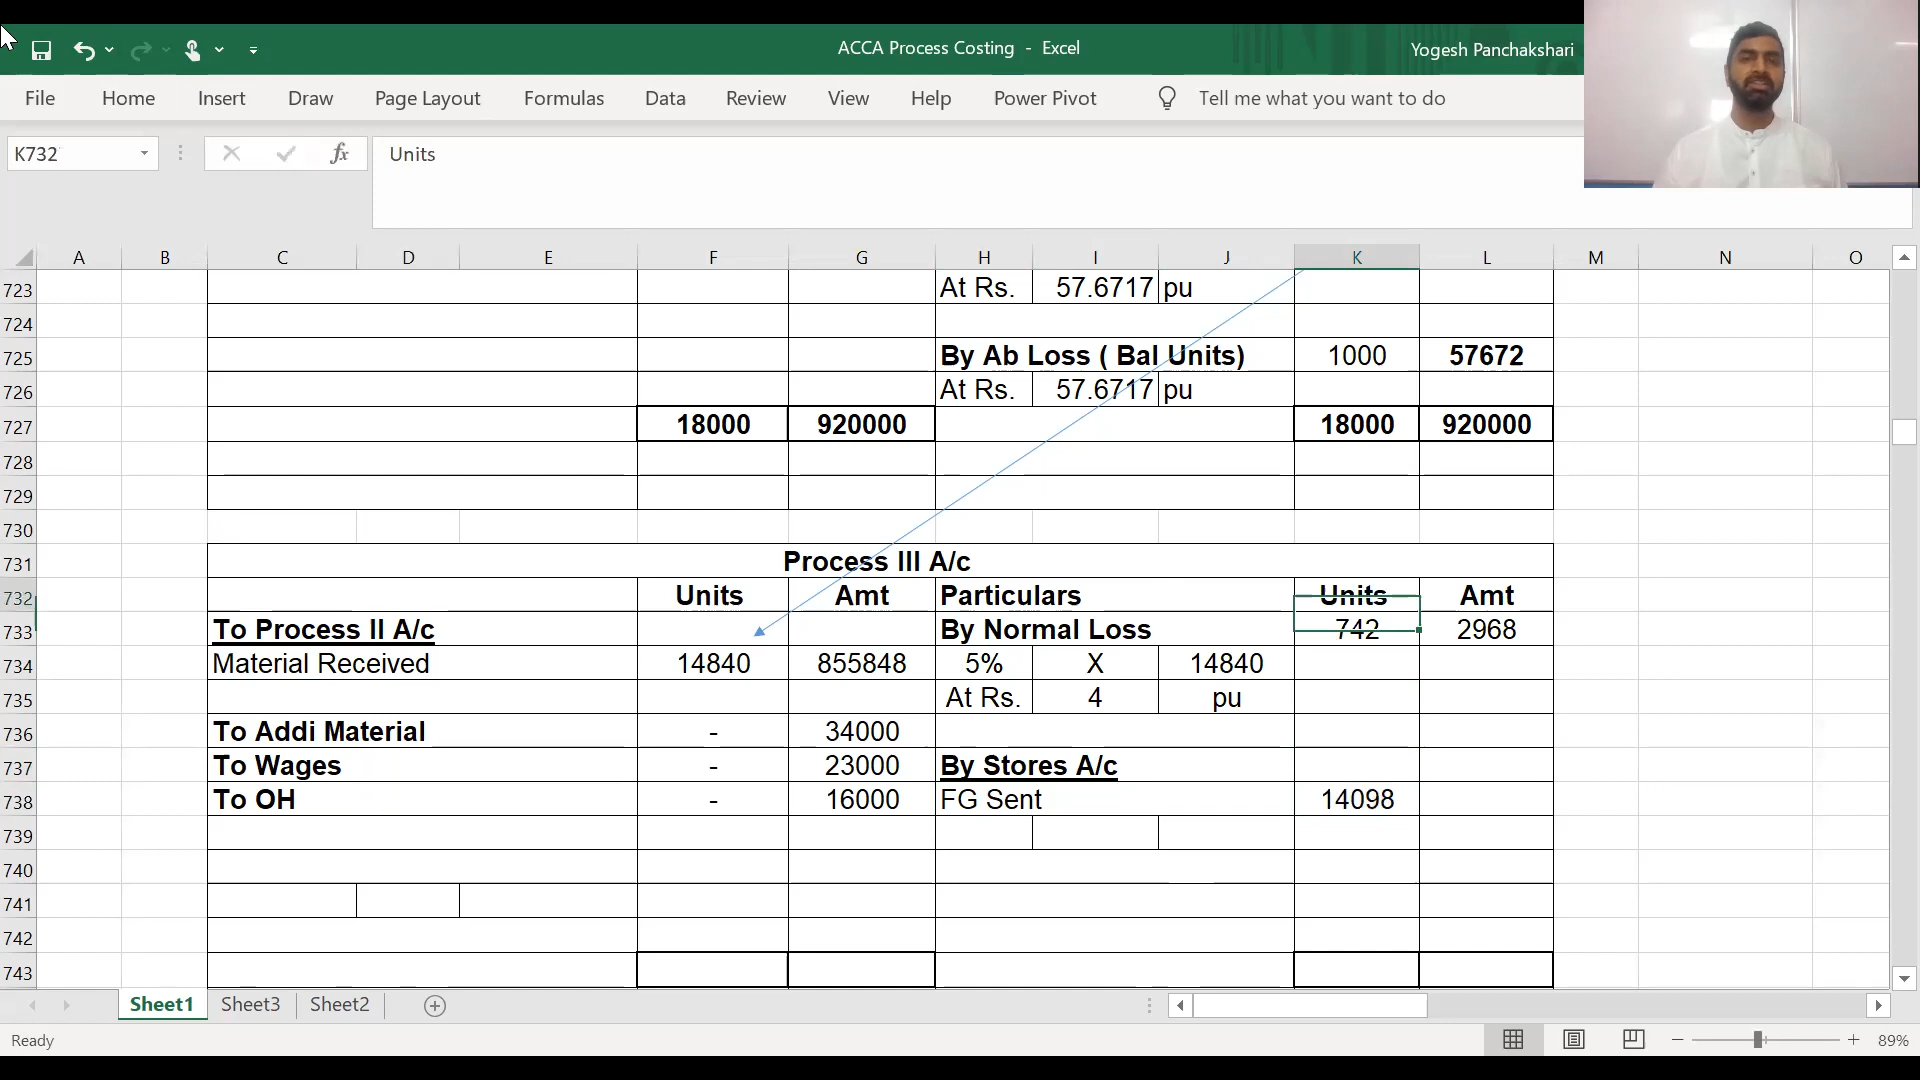 ACCA Process Costing - Excel
Yogesh Panchakshari
File Home Insert Draw Page Layout Formulas Data Review View Help Power Pivot Tell me what you want to do
K732 fx Units
A B C D E F G H I J K L M N O
723 At Rs. 57.6717 pu
724
725 By Ab Loss ( Bal Units) 1000 57672
726 At Rs. 57.6717 pu
727 18000 920000 18000 920000
728
729
730
731 Process III A/c
732 Units Amt Particulars Units Amt
733 To Process II A/c By Normal Loss 742 2968
734 Material Received 14840 855848 5% X 14840
735 At Rs. 4 pu
736 To Addi Material - 34000
737 To Wages - 23000 By Stores A/c
738 To OH - 16000 FG Sent 14098
739
740
741
742
743
Sheet1 Sheet3 Sheet2
Ready 89%